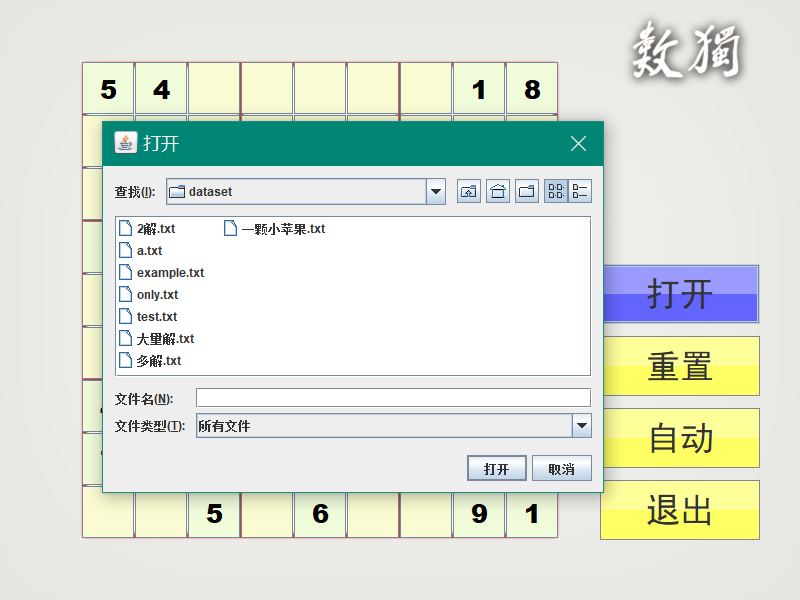 數獨
5 4 1 8
打开
查找(I): dataset
2解.txt 一颗小苹果.txt
a.txt
example.txt
only.txt
test.txt
大量解.txt
多解.txt
文件名(N):
文件类型(T): 所有文件
打开 取消
5 6 9 1
打开
重置
自动
退出